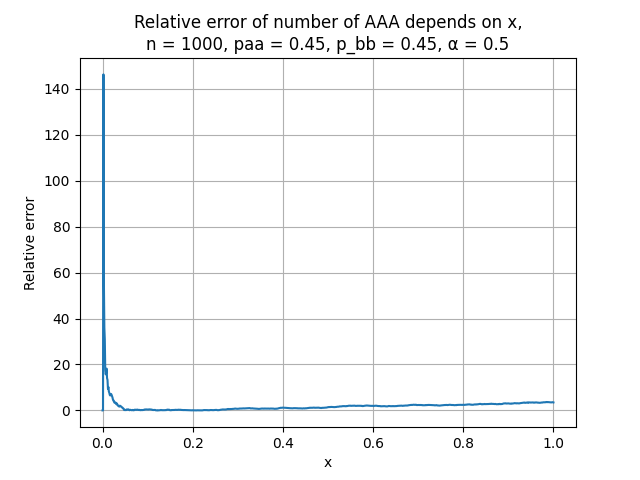 Relative error of number of AAA depends on x,
n = 1000, paa = 0.45, p_bb = 0.45, α = 0.5
140
120
100
80
60
40
20
0
Relative error
0.0 0.2 0.4 0.6 0.8 1.0
x